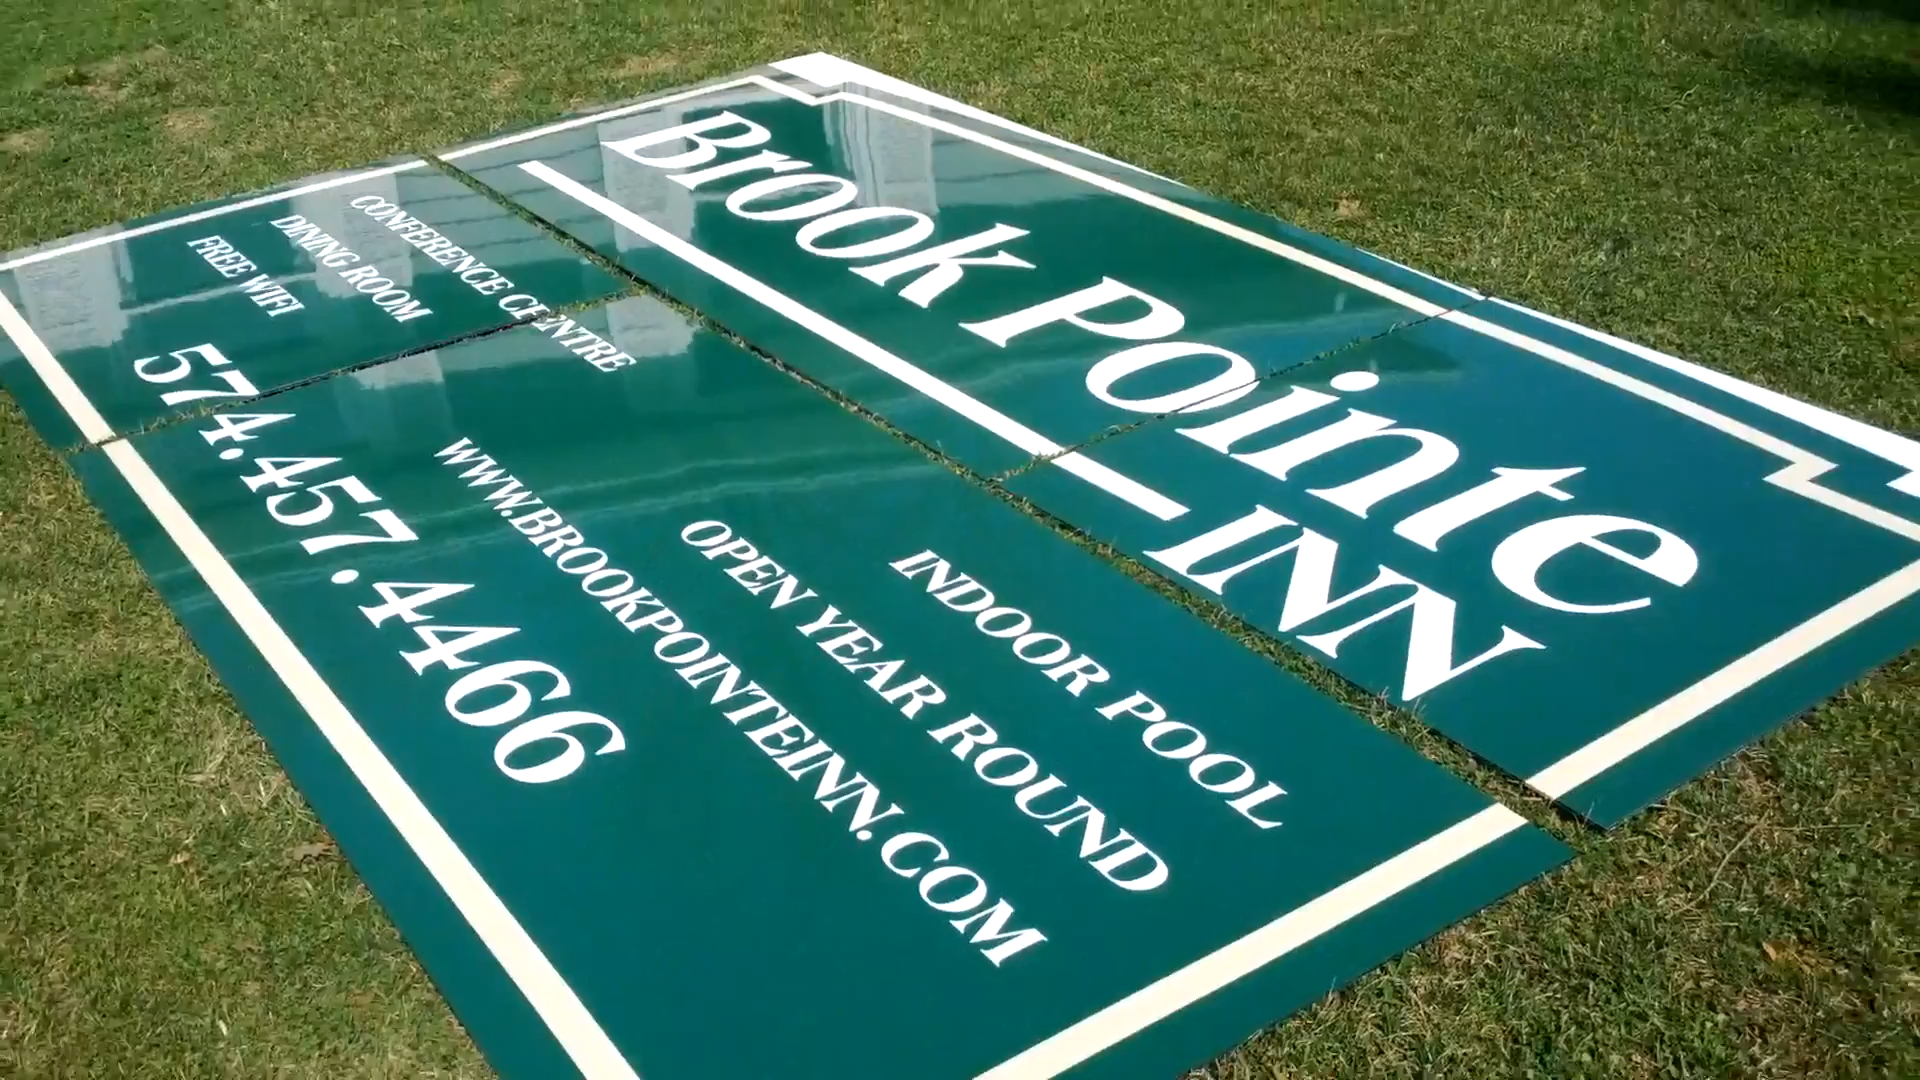 Brook Pointe
INN
CONFERENCE CENTRE
INDOOR POOL
DINING ROOM
OPEN YEAR ROUND
FREE WIFI
WWW.BROOKPOINTEINN.COM
574.457.4466